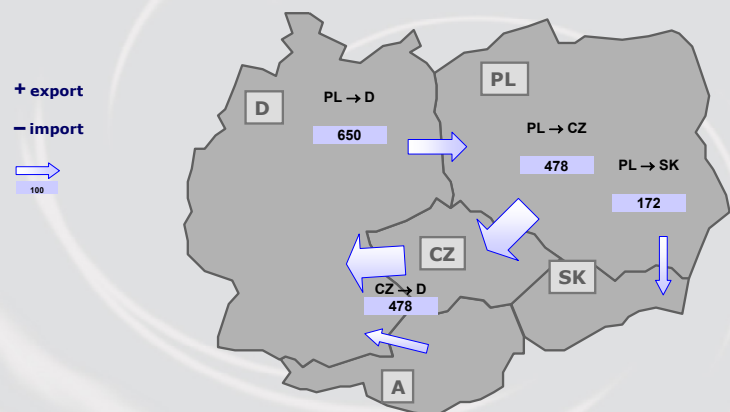 + export
− import
100
D
PL → D
650
PL
PL → CZ
478
PL → SK
172
CZ
SK
CZ → D
478
A